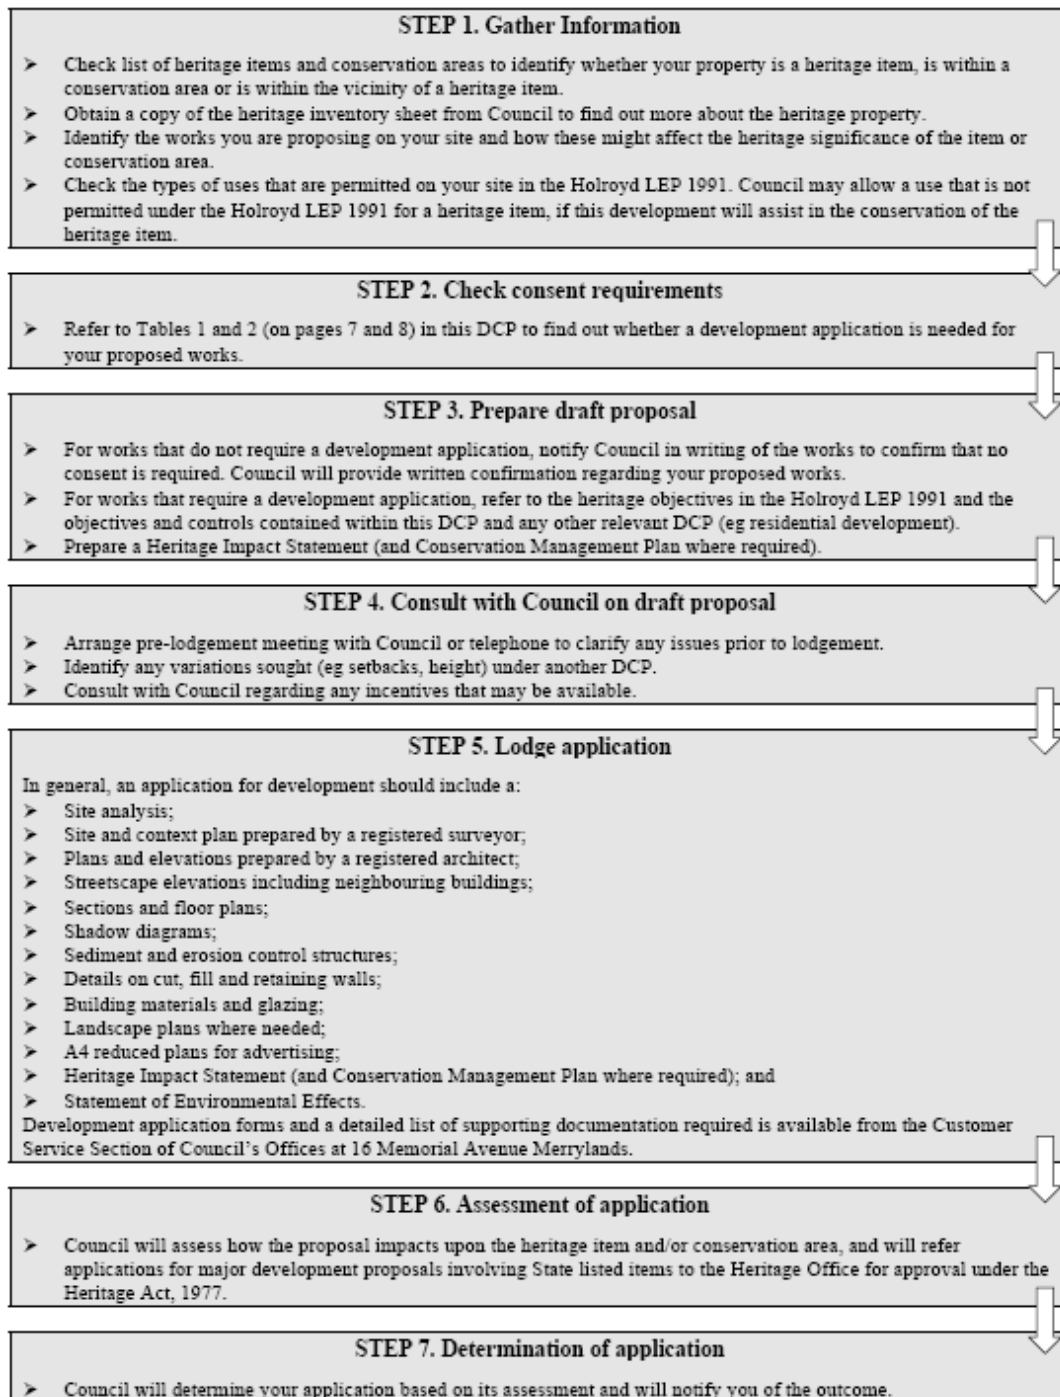 STEP 1. Gather Information
➤ Check list of heritage items and conservation areas to identify whether your property is a heritage item, is within a
conservation area or is within the vicinity of a heritage item.
➤ Obtain a copy of the heritage inventory sheet from Council to find out more about the heritage property.
➤ Identify the works you are proposing on your site and how these might affect the heritage significance of the item or
conservation area.
➤ Check the types of uses that are permitted on your site in the Holroyd LEP 1991. Council may allow a use that is not
permitted under the Holroyd LEP 1991 for a heritage item, if this development will assist in the conservation of the
heritage item.
STEP 2. Check consent requirements
➤ Refer to Tables 1 and 2 (on pages 7 and 8) in this DCP to find out whether a development application is needed for
your proposed works.
STEP 3. Prepare draft proposal
➤ For works that do not require a development application, notify Council in writing of the works to confirm that no
consent is required. Council will provide written confirmation regarding your proposed works.
➤ For works that require a development application, refer to the heritage objectives in the Holroyd LEP 1991 and the
objectives and controls contained within this DCP and any other relevant DCP (eg residential development).
➤ Prepare a Heritage Impact Statement (and Conservation Management Plan where required).
STEP 4. Consult with Council on draft proposal
➤ Arrange pre-lodgement meeting with Council or telephone to clarify any issues prior to lodgement.
➤ Identify any variations sought (eg setbacks, height) under another DCP.
➤ Consult with Council regarding any incentives that may be available.
STEP 5. Lodge application
In general, an application for development should include a:
➤ Site analysis;
➤ Site and context plan prepared by a registered surveyor;
➤ Plans and elevations prepared by a registered architect;
➤ Streetscape elevations including neighbouring buildings;
➤ Sections and floor plans;
➤ Shadow diagrams;
➤ Sediment and erosion control structures;
➤ Details on cut, fill and retaining walls;
➤ Building materials and glazing;
➤ Landscape plans where needed;
➤ A4 reduced plans for advertising;
➤ Heritage Impact Statement (and Conservation Management Plan where required); and
➤ Statement of Environmental Effects.
Development application forms and a detailed list of supporting documentation required is available from the Customer
Service Section of Council's Offices at 16 Memorial Avenue Merrylands.
STEP 6. Assessment of application
➤ Council will assess how the proposal impacts upon the heritage item and/or conservation area, and will refer
applications for major development proposals involving State listed items to the Heritage Office for approval under the
Heritage Act, 1977.
STEP 7. Determination of application
➤ Council will determine your application based on its assessment and will notify you of the outcome.